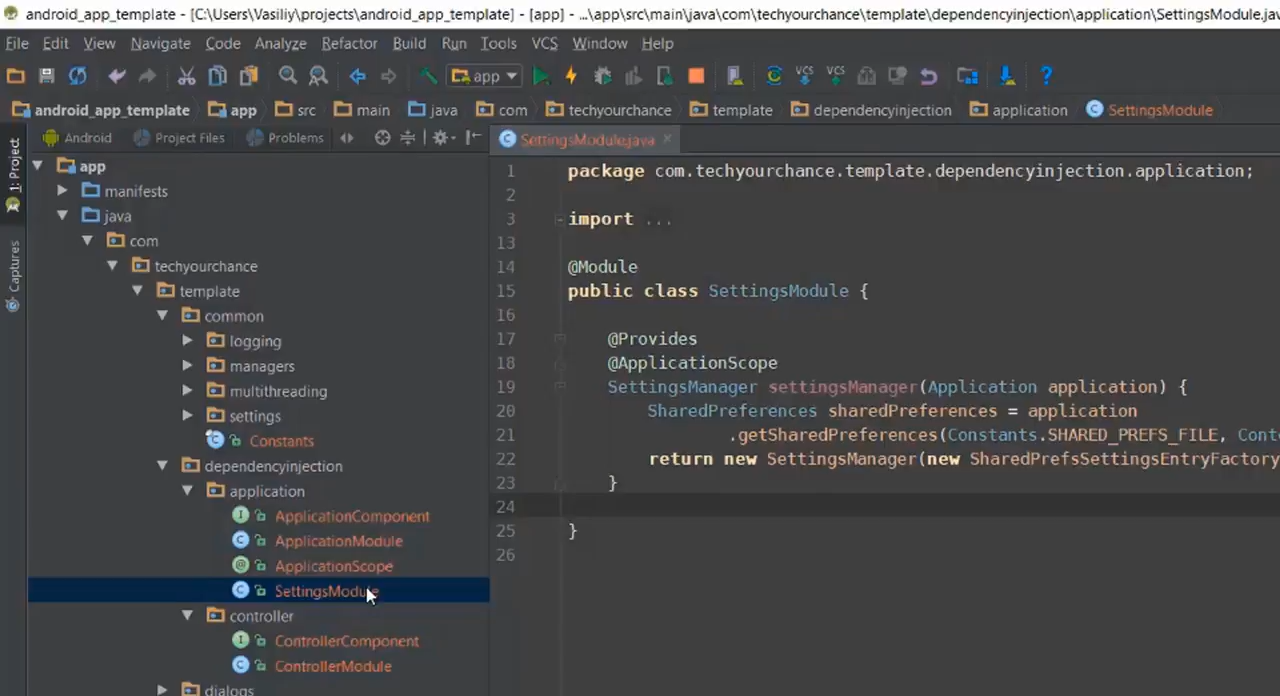 android_app_template - [C:\Users\Vasiliy\projects\android_app_template] - [app] - ...\app\src\main\java\com\techyourchance\template\dependencyinjection\application\SettingsModule.jav
File Edit View Navigate Code Analyze Refactor Build Run Tools VCS Window Help
app VCS VCS ?
android_app_template app src main java com techyourchance template dependencyinjection application SettingsModule
Android Project Files Problems
SettingsModule.java
1: Project
Captures
app
manifests
java
com
techyourchance
template
common
logging
managers
multithreading
settings
Constants
dependencyinjection
application
ApplicationComponent
ApplicationModule
ApplicationScope
SettingsModule
controller
ControllerComponent
ControllerModule
dialogs
1 package com.techyourchance.template.dependencyinjection.application;
2
3 import ...
13
14 @Module
15 public class SettingsModule {
16
17 @Provides
18 @ApplicationScope
19 SettingsManager settingsManager(Application application) {
20 SharedPreferences sharedPreferences = application
21 .getSharedPreferences(Constants.SHARED_PREFS_FILE, Conte
22 return new SettingsManager(new SharedPrefsSettingsEntryFactory
23 }
24
25 }
26